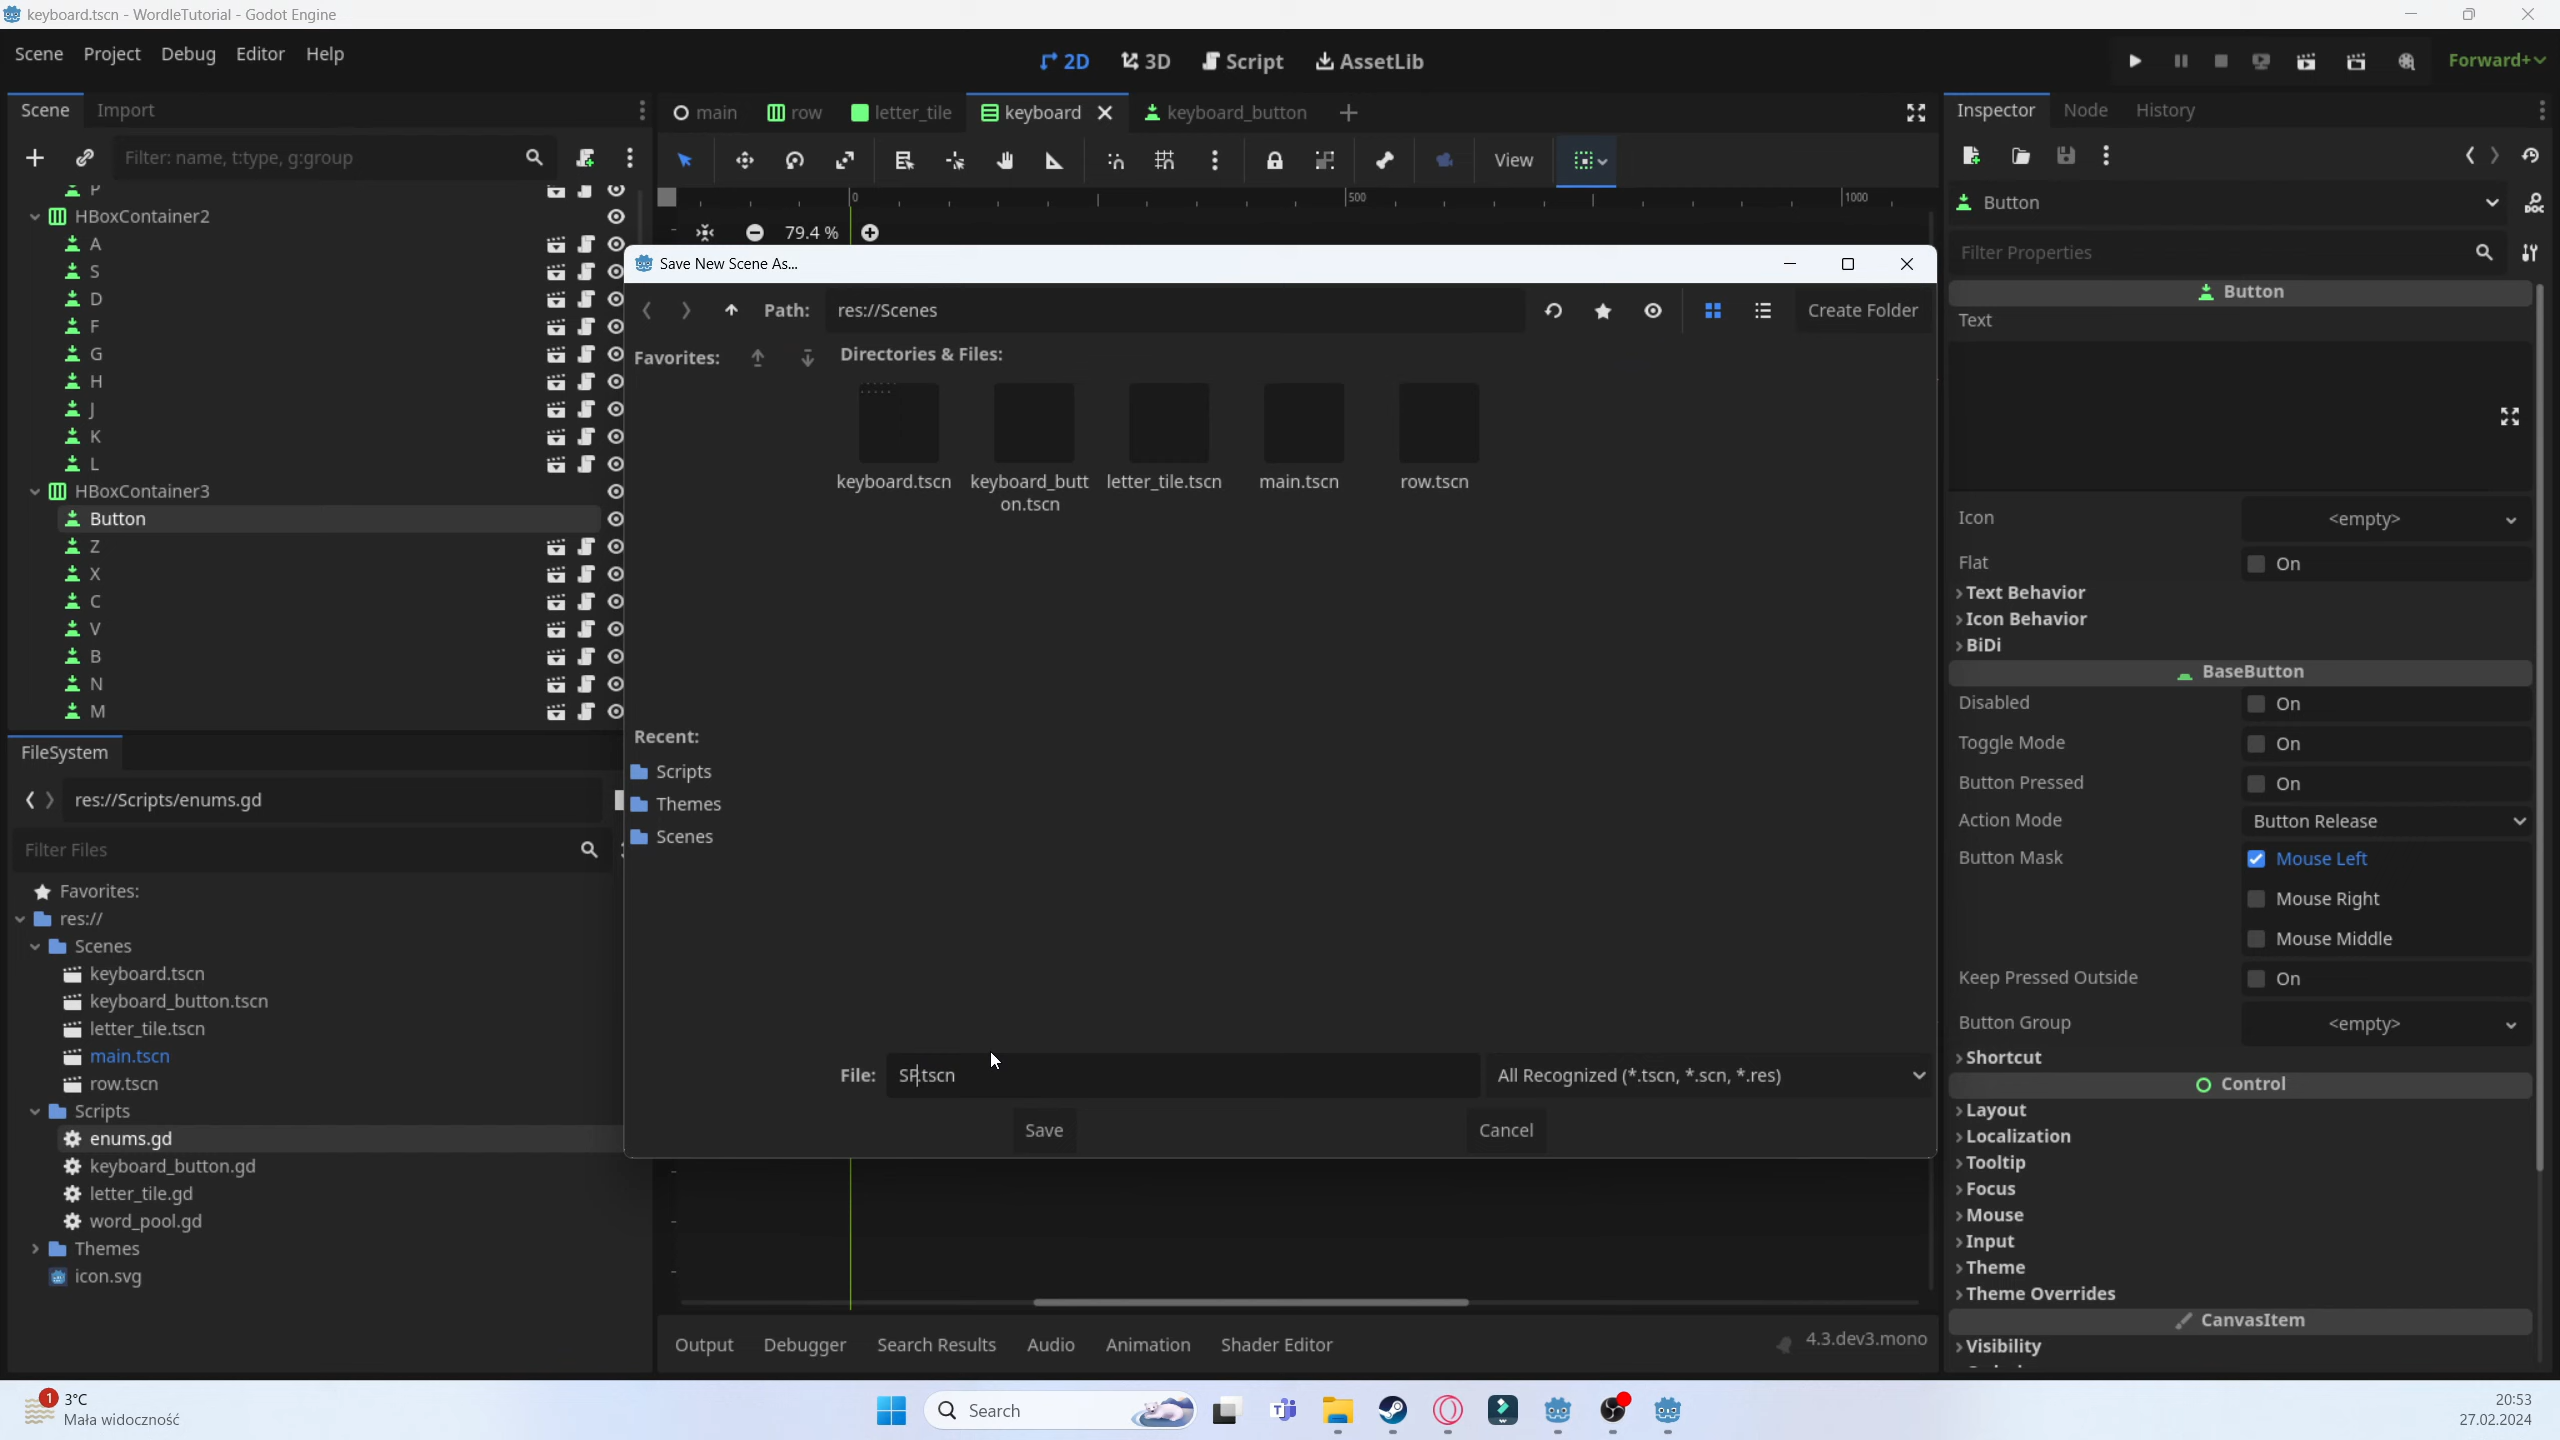 keyboard.tscn - WordleTutorial - Godot Engine
Scene Project Debug Editor Help
2D 3D Script AssetLib
Forward+
Scene Import
main row letter_tile keyboard keyboard_button
Inspector Node History
Filter: name, t:type, g:group
View
P
HBoxContainer2
A
S
D
F
G
H
J
K
L
HBoxContainer3
Button
Z
X
C
V
B
N
M
0 500 1000
79.4 %
Save New Scene As...
Path: res://Scenes
Create Folder
Favorites:
Directories & Files:
keyboard.tscn keyboard_butt letter_tile.tscn main.tscn row.tscn
on.tscn
Recent:
Scripts
Themes
Scenes
File: SP.tscn All Recognized (*.tscn, *.scn, *.res)
Save Cancel
FileSystem
res://Scripts/enums.gd
Filter Files
Favorites:
res://
Scenes
keyboard.tscn
keyboard_button.tscn
letter_tile.tscn
main.tscn
row.tscn
Scripts
enums.gd
keyboard_button.gd
letter_tile.gd
word_pool.gd
Themes
icon.svg
Output Debugger Search Results Audio Animation Shader Editor
4.3.dev3.mono
Button
DOC
Filter Properties
Button
Text
Icon <empty>
Flat On
Text Behavior
Icon Behavior
BiDi
BaseButton
Disabled On
Toggle Mode On
Button Pressed On
Action Mode Button Release
Button Mask Mouse Left
Mouse Right
Mouse Middle
Keep Pressed Outside On
Button Group <empty>
Shortcut
Control
Layout
Localization
Tooltip
Focus
Mouse
Input
Theme
Theme Overrides
CanvasItem
Visibility
1
3°C
Mała widoczność
Search
20:53
27.02.2024